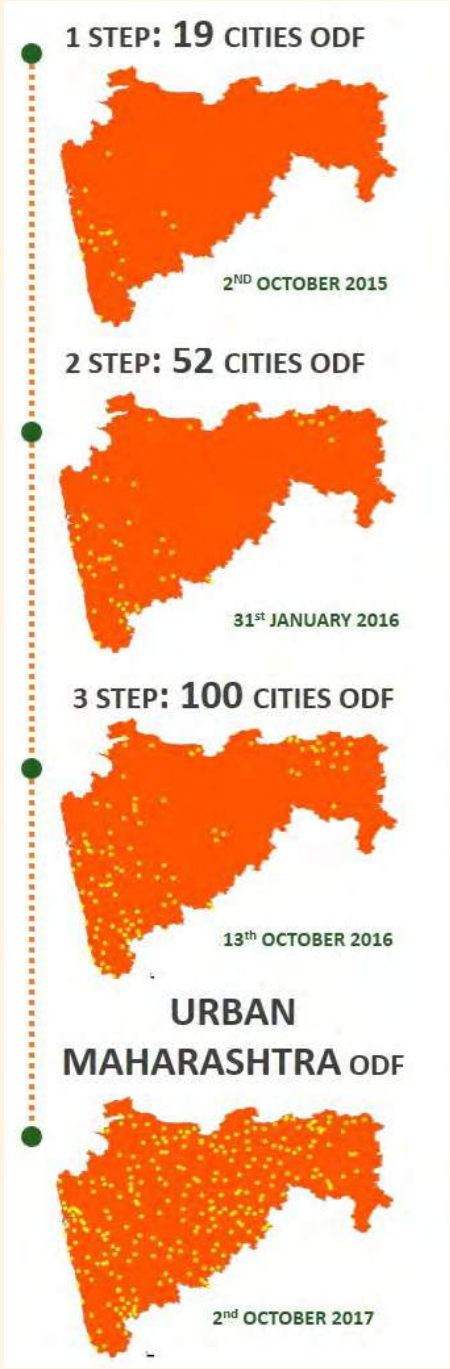 1 STEP: 19 CITIES ODF
2ND OCTOBER 2015
2 STEP: 52 CITIES ODF
31st JANUARY 2016
3 STEP: 100 CITIES ODF
13th OCTOBER 2016
URBAN
MAHARASHTRA ODF
2nd OCTOBER 2017